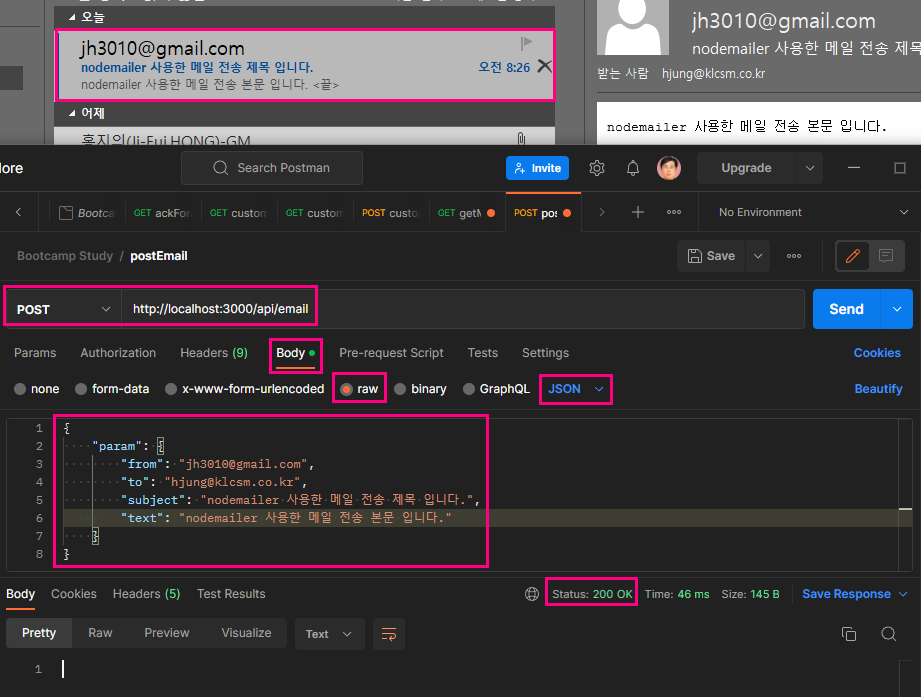 오늘
jh3010@gmail.com
nodemailer 사용한 메일 전송 제목 입니다. 오전 8:26
nodemailer 사용한 메일 전송 본문 입니다. <끝>
어제
홍지의(Ji-Eui HONG)-GM
jh3010@gmail.com
nodemailer 사용한 메일 전송 제목
받는 사람 hjung@klcsm.co.kr
nodemailer 사용한 메일 전송 본문 입니다.
lore Search Postman Invite Upgrade
Bootca GET ackFor GET custon GET custon POST custo GET getM POST pos No Environment
Bootcamp Study / postEmail Save
POST http://localhost:3000/api/email Send
Params Authorization Headers (9) Body Pre-request Script Tests Settings Cookies
none form-data x-www-form-urlencoded raw binary GraphQL JSON Beautify
1 {
2 "param": {
3 "from": "jh3010@gmail.com",
4 "to": "hjung@klcsm.co.kr",
5 "subject": "nodemailer 사용한 메일 전송 제목 입니다.",
6 "text": "nodemailer 사용한 메일 전송 본문 입니다."
7 }
8 }
Body Cookies Headers (5) Test Results Status: 200 OK Time: 46 ms Size: 145 B Save Response
Pretty Raw Preview Visualize Text
1